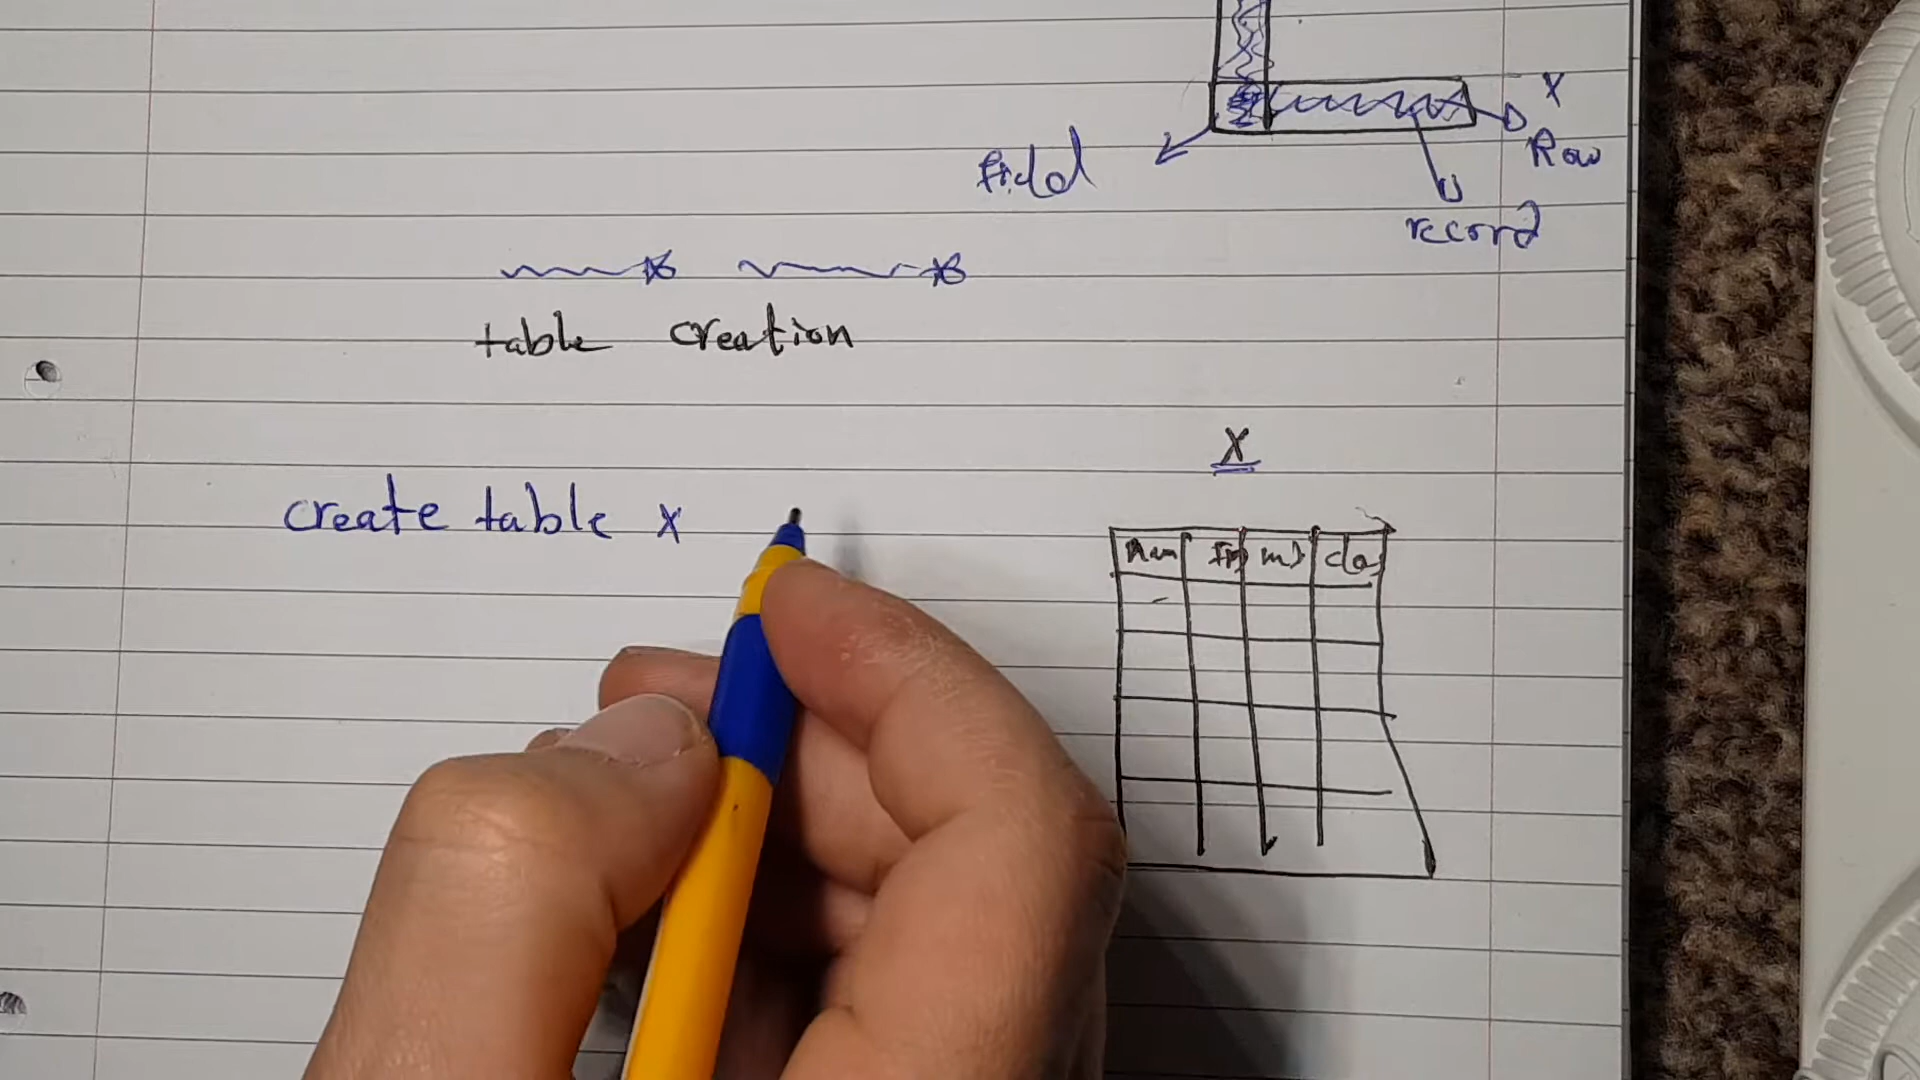 X
Row
field
record
table creation
X
create table x